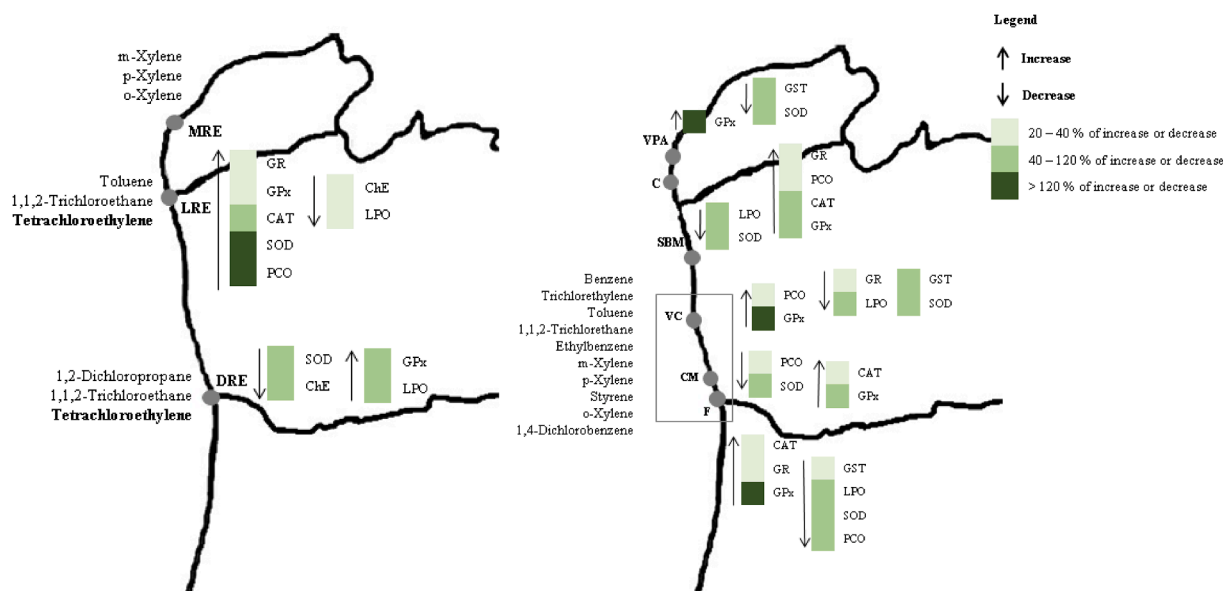 m-Xylene
p-Xylene
o-Xylene
MRE
Toluene
1,1,2-Trichloroethane
Tetrachloroethylene
LRE
GR
GPx
CAT
SOD
PCO
ChE
LPO
1,2-Dichloropropane
1,1,2-Trichloroethane
Tetrachloroethylene
DRE
SOD
ChE
GPx
LPO
Legend
Increase
Decrease
20 – 40 % of increase or decrease
40 – 120 % of increase or decrease
> 120 % of increase or decrease
VPA
GPx
GST
SOD
C
GR
PCO
CAT
GPx
SBM
LPO
SOD
Benzene
Trichlorethylene
Toluene
1,1,2-Trichlorethane
Ethylbenzene
m-Xylene
p-Xylene
Styrene
o-Xylene
1,4-Dichlorobenzene
VC
PCO
GPx
GR
LPO
GST
SOD
CM
PCO
SOD
CAT
GPx
F
CAT
GR
GPx
GST
LPO
SOD
PCO